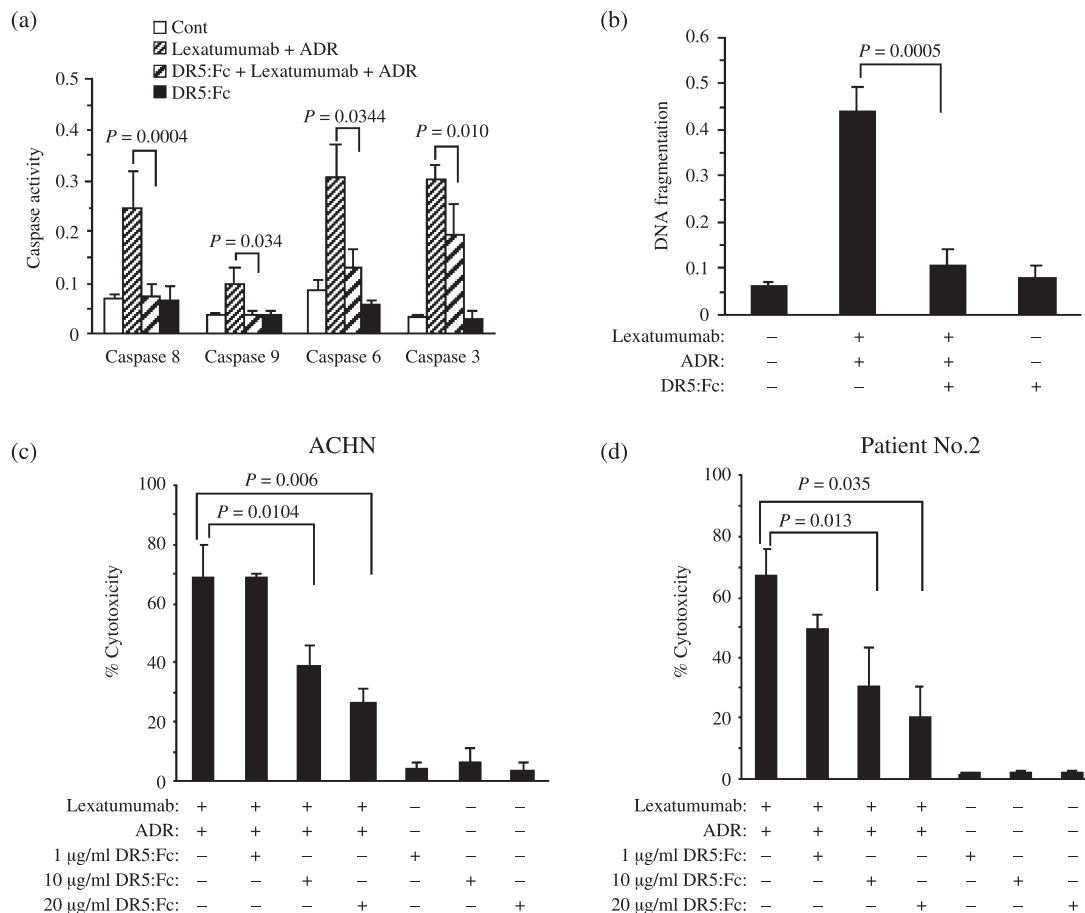 (a)
Cont
Lexatumumab + ADR
DR5:Fc + Lexatumumab + ADR
DR5:Fc
0.5
0.4
0.3
0.2
0.1
0
Caspase activity
P = 0.0004
P = 0.034
P = 0.0344
P = 0.010
Caspase 8 Caspase 9 Caspase 6 Caspase 3
(b)
0.6
0.5
0.4
0.3
0.2
0.1
0
DNA fragmentation
P = 0.0005
Lexatumumab: – + + –
ADR: – + + –
DR5:Fc: – – + +
(c)
ACHN
100
80
60
40
20
0
% Cytotoxicity
P = 0.006
P = 0.0104
Lexatumumab: + + + + – – –
ADR: + + + + – – –
1 μg/ml DR5:Fc: – + – – + – –
10 μg/ml DR5:Fc: – – + – – + –
20 μg/ml DR5:Fc: – – – + – – +
(d)
Patient No.2
100
80
60
40
20
0
% Cytotoxicity
P = 0.035
P = 0.013
Lexatumumab: + + + + – – –
ADR: + + + + – – –
1 μg/ml DR5:Fc: – + – – + – –
10 μg/ml DR5:Fc: – – + – – + –
20 μg/ml DR5:Fc: – – – + – – +